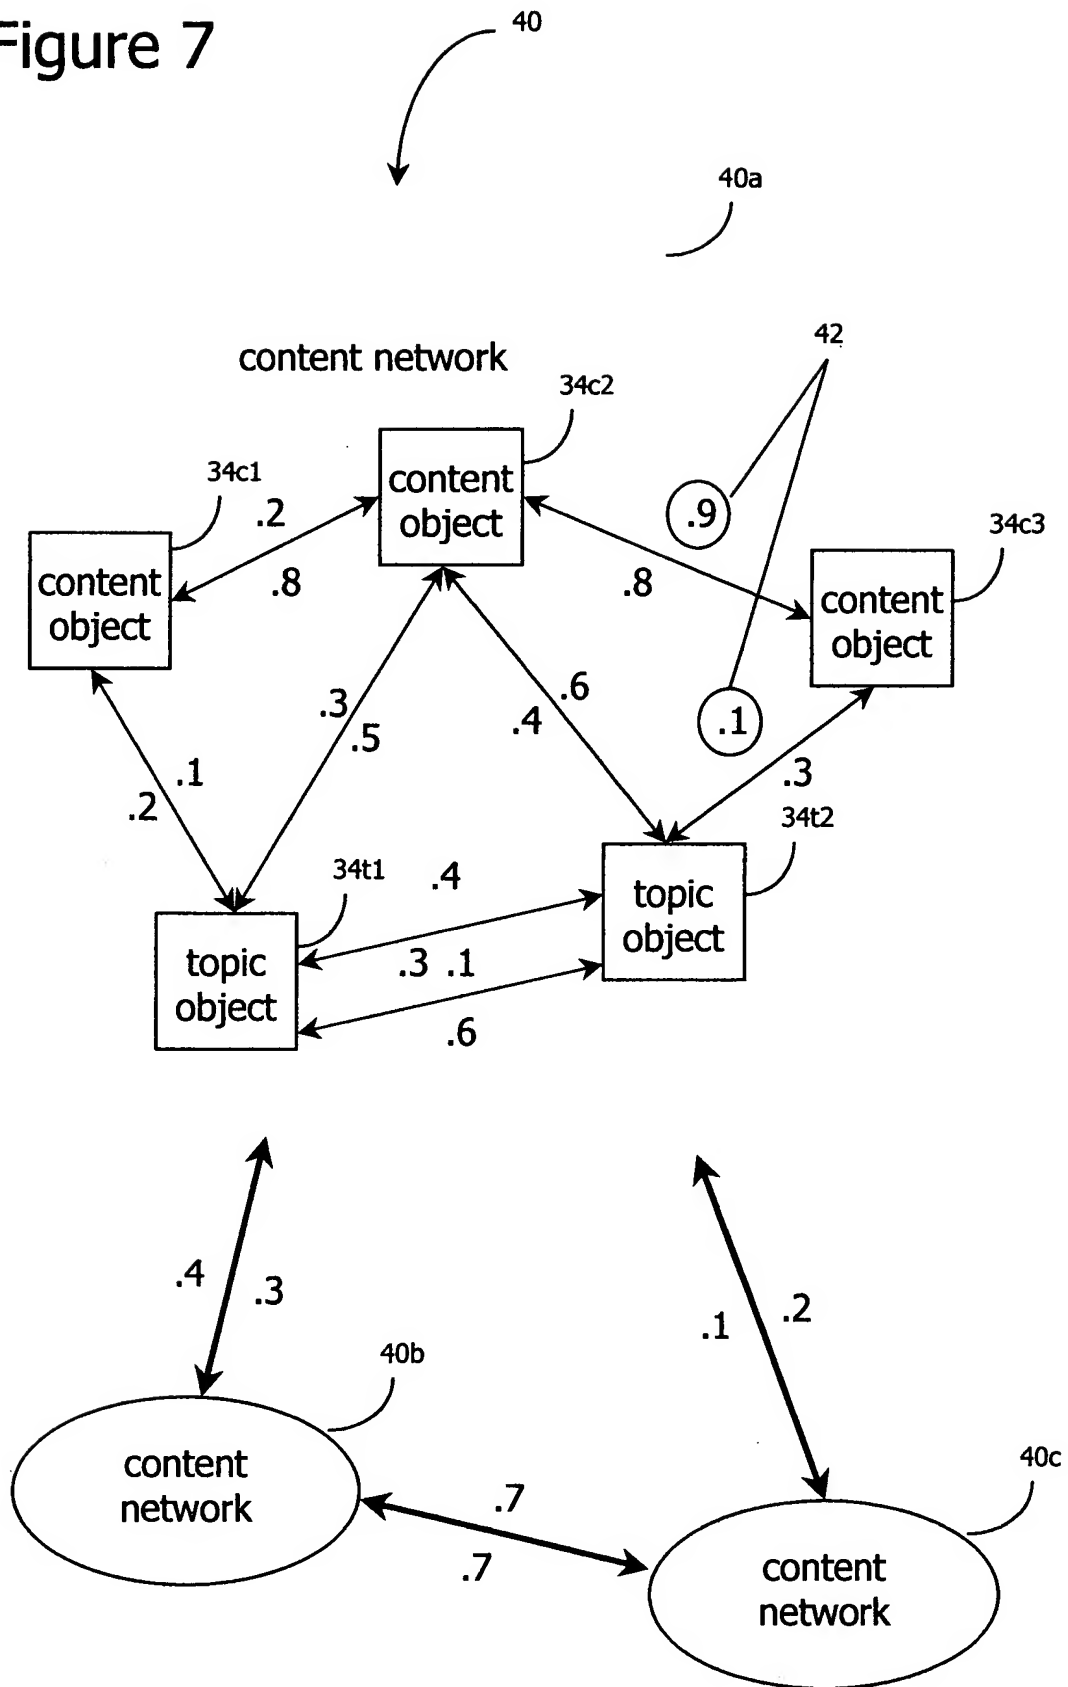 Figure 7
40
40a
42
content network
34c2
34c1
content
object
.2
.9
34c3
content
object
.8
.8
content
object
.6
.3
.4
.1
.5
.1
.3
.2
34t2
34t1
.4
topic
object
topic
object
.3 .1
.6
.4
.3
.2
.1
40b
content
network
40c
.7
.7
content
network